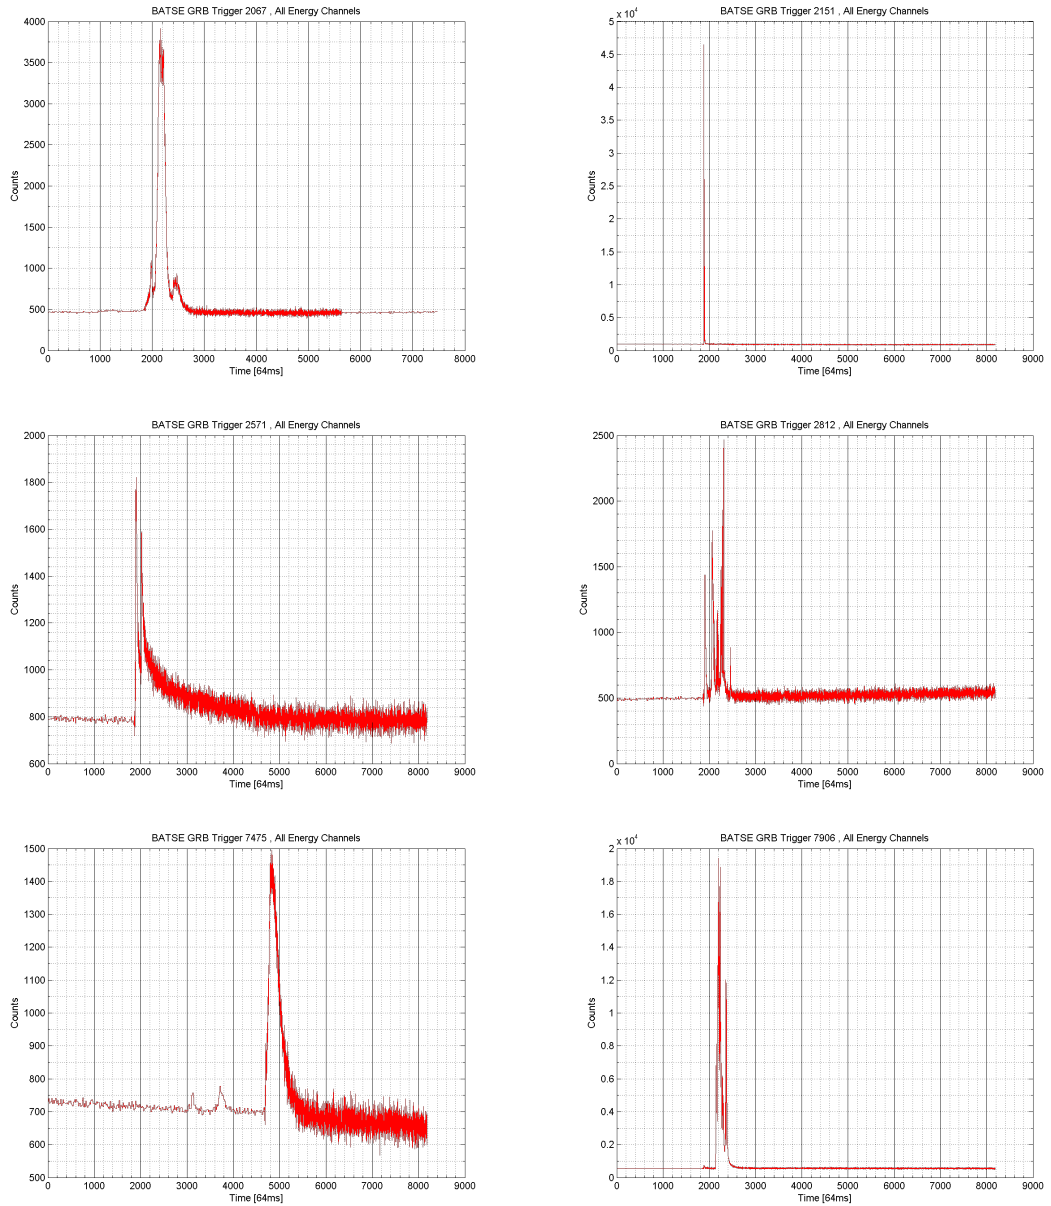 BATSE GRB Trigger 2067 , All Energy Channels
4000
3500
3000
2500
2000
1500
1000
500
0
Counts
0 1000 2000 3000 4000 5000 6000 7000 8000
Time [64ms]
BATSE GRB Trigger 2151 , All Energy Channels
x 10^4
5
4.5
4
3.5
3
2.5
2
1.5
1
0.5
0
Counts
0 1000 2000 3000 4000 5000 6000 7000 8000 9000
Time [64ms]
BATSE GRB Trigger 2571 , All Energy Channels
2000
1800
1600
1400
1200
1000
800
600
Counts
0 1000 2000 3000 4000 5000 6000 7000 8000 9000
Time [64ms]
BATSE GRB Trigger 2812 , All Energy Channels
2500
2000
1500
1000
500
0
Counts
0 1000 2000 3000 4000 5000 6000 7000 8000 9000
Time [64ms]
BATSE GRB Trigger 7475 , All Energy Channels
1500
1400
1300
1200
1100
1000
900
800
700
600
500
Counts
0 1000 2000 3000 4000 5000 6000 7000 8000 9000
Time [64ms]
BATSE GRB Trigger 7906 , All Energy Channels
x 10^4
2
1.8
1.6
1.4
1.2
1
0.8
0.6
0.4
0.2
0
Counts
0 1000 2000 3000 4000 5000 6000 7000 8000 9000
Time [64ms]